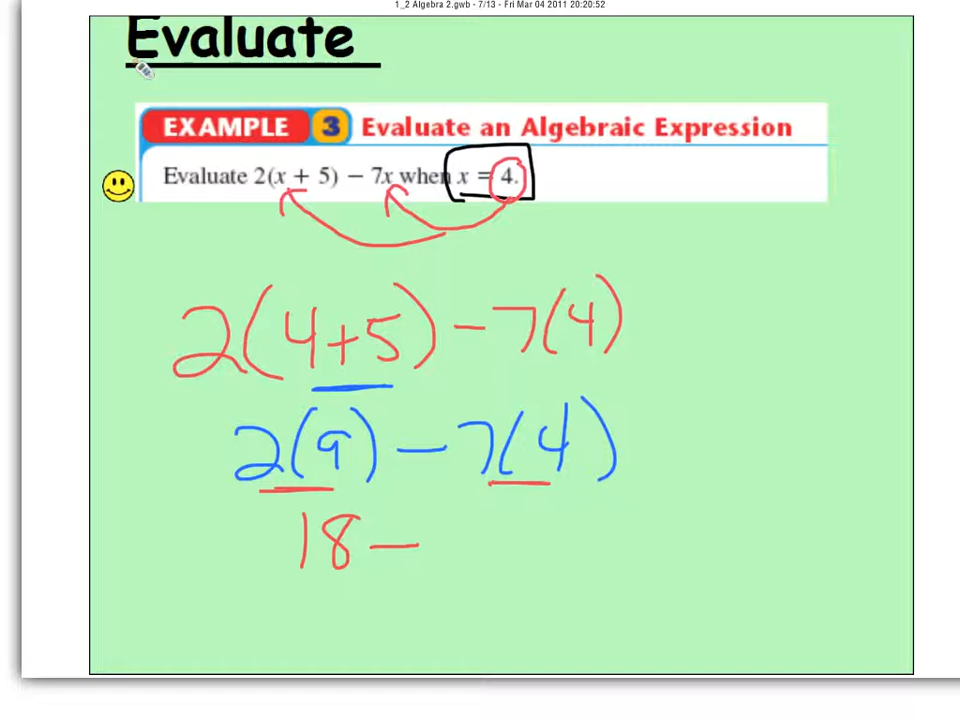 1_2 Algebra 2.gwb - 7/13 - Fri Mar 04 2011 20:20:52
Evaluate
EXAMPLE 3 Evaluate an Algebraic Expression
Evaluate 2(x + 5) − 7x when x = 4.
2(4+5)−7(4)
2(9)−7(4)
18−